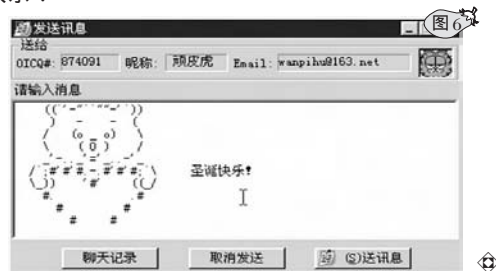 图6
发送讯息
送给
OICQ#: 874091 昵称: 顽皮虎 Email: wanpihu@163.net
请输入消息
圣诞快乐!
聊天记录 取消发送 (S)送讯息